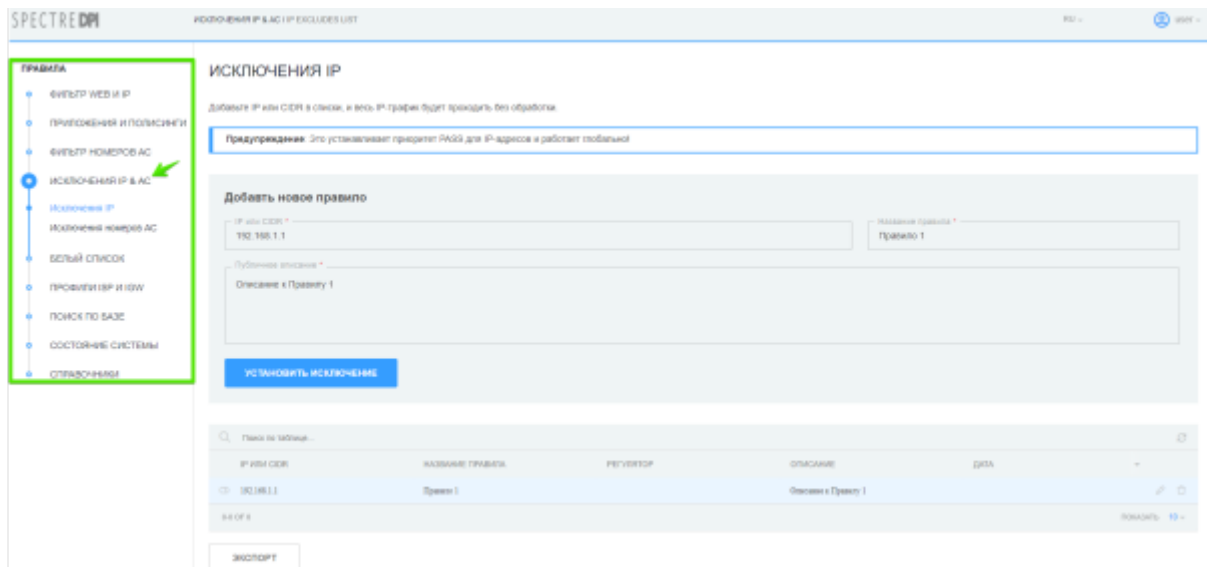 SPECTREDPI
ИСКЛЮЧЕНИЯ IP & АС I IP EXCLUDES LIST
RU
user
ПРАВИЛА
ФИЛЬТР WEB И IP
ПРИЛОЖЕНИЯ И ПОЛИСИНГИ
ФИЛЬТР НОМЕРОВ АС
ИСКЛЮЧЕНИЯ IP & АС
Исключения IP
Исключения номеров АС
БЕЛЫЙ СПИСОК
ПРОФИЛИ ISP И IGW
ПОИСК ПО БАЗЕ
СОСТОЯНИЕ СИСТЕМЫ
СПРАВОЧНИКИ
ИСКЛЮЧЕНИЯ IP
Добавьте IP или CIDR в списки, и весь IP-трафик будет проходить без обработки.
Предупреждение: Это устанавливает приоритет PASS для IP-адресов и работает глобально!
Добавть новое правило
IP или CIDR *
192.168.1.1
Название правила *
Правило 1
Публичное описание *
Описание к Правилу 1
УСТАНОВИТЬ ИСКЛЮЧЕНИЕ
Поиск по таблице...
IP ИЛИ CIDR НАЗВАНИЕ ПРАВИЛА РЕГУЛЯТОР ОПИСАНИЕ ДАТА
192.168.1.1 Правило 1 Описание к Правилу 1
ПОКАЗАТЬ 10
ЭКСПОРТ